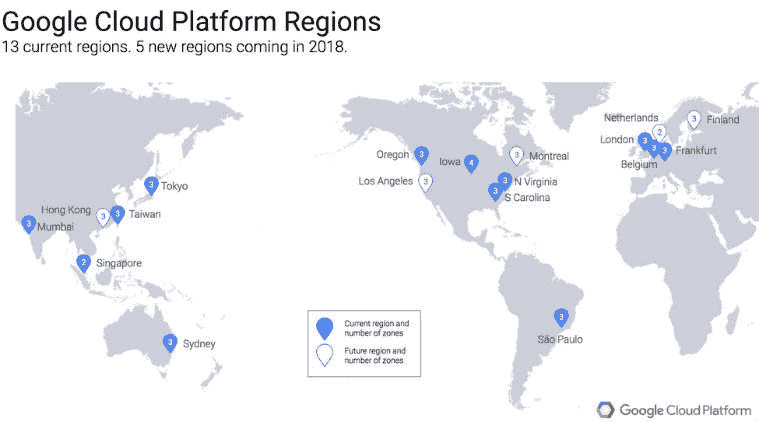 Google Cloud Platform Regions
13 current regions. 5 new regions coming in 2018.
Netherlands
2
3
Finland
London
3
3
3
Frankfurt
Belgium
Oregon
3
Iowa
4
3
Montreal
Los Angeles
3
3
N Virginia
3
S Carolina
3
Tokyo
Hong Kong
3
3
Taiwan
3
Mumbai
2
Singapore
3
Sydney
3
São Paulo
Current region and
number of zones
Future region and
number of zones
Google Cloud Platform